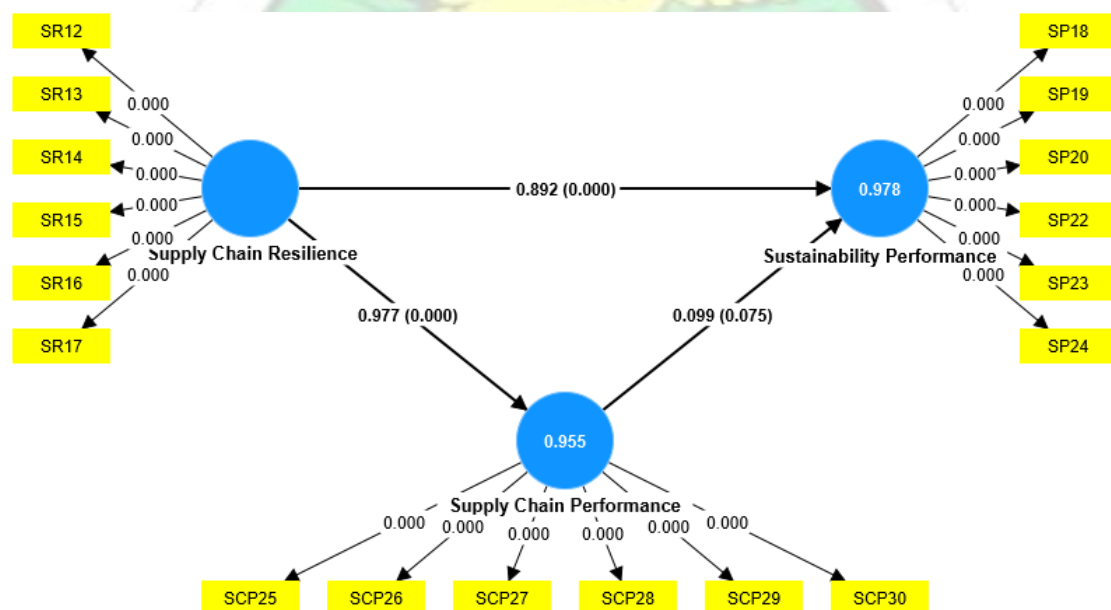 SR12
SR13
SR14
SR15
SR16
SR17
0.000
0.000
0.000
0.000
0.000
0.000
Supply Chain Resilience
0.892 (0.000)
0.977 (0.000)
0.099 (0.075)
0.978
Sustainability Performance
0.000
0.000
0.000
0.000
0.000
0.000
SP18
SP19
SP20
SP22
SP23
SP24
0.955
Supply Chain Performance
0.000
0.000
0.000
0.000
0.000
0.000
SCP25
SCP26
SCP27
SCP28
SCP29
SCP30